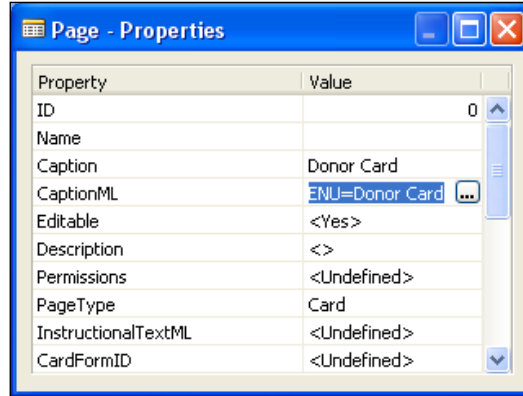 Page - Properties
Property Value
ID 0
Name
Caption Donor Card
CaptionML ENU=Donor Card ...
Editable <Yes>
Description <>
Permissions <Undefined>
PageType Card
InstructionalTextML <Undefined>
CardFormID <Undefined>